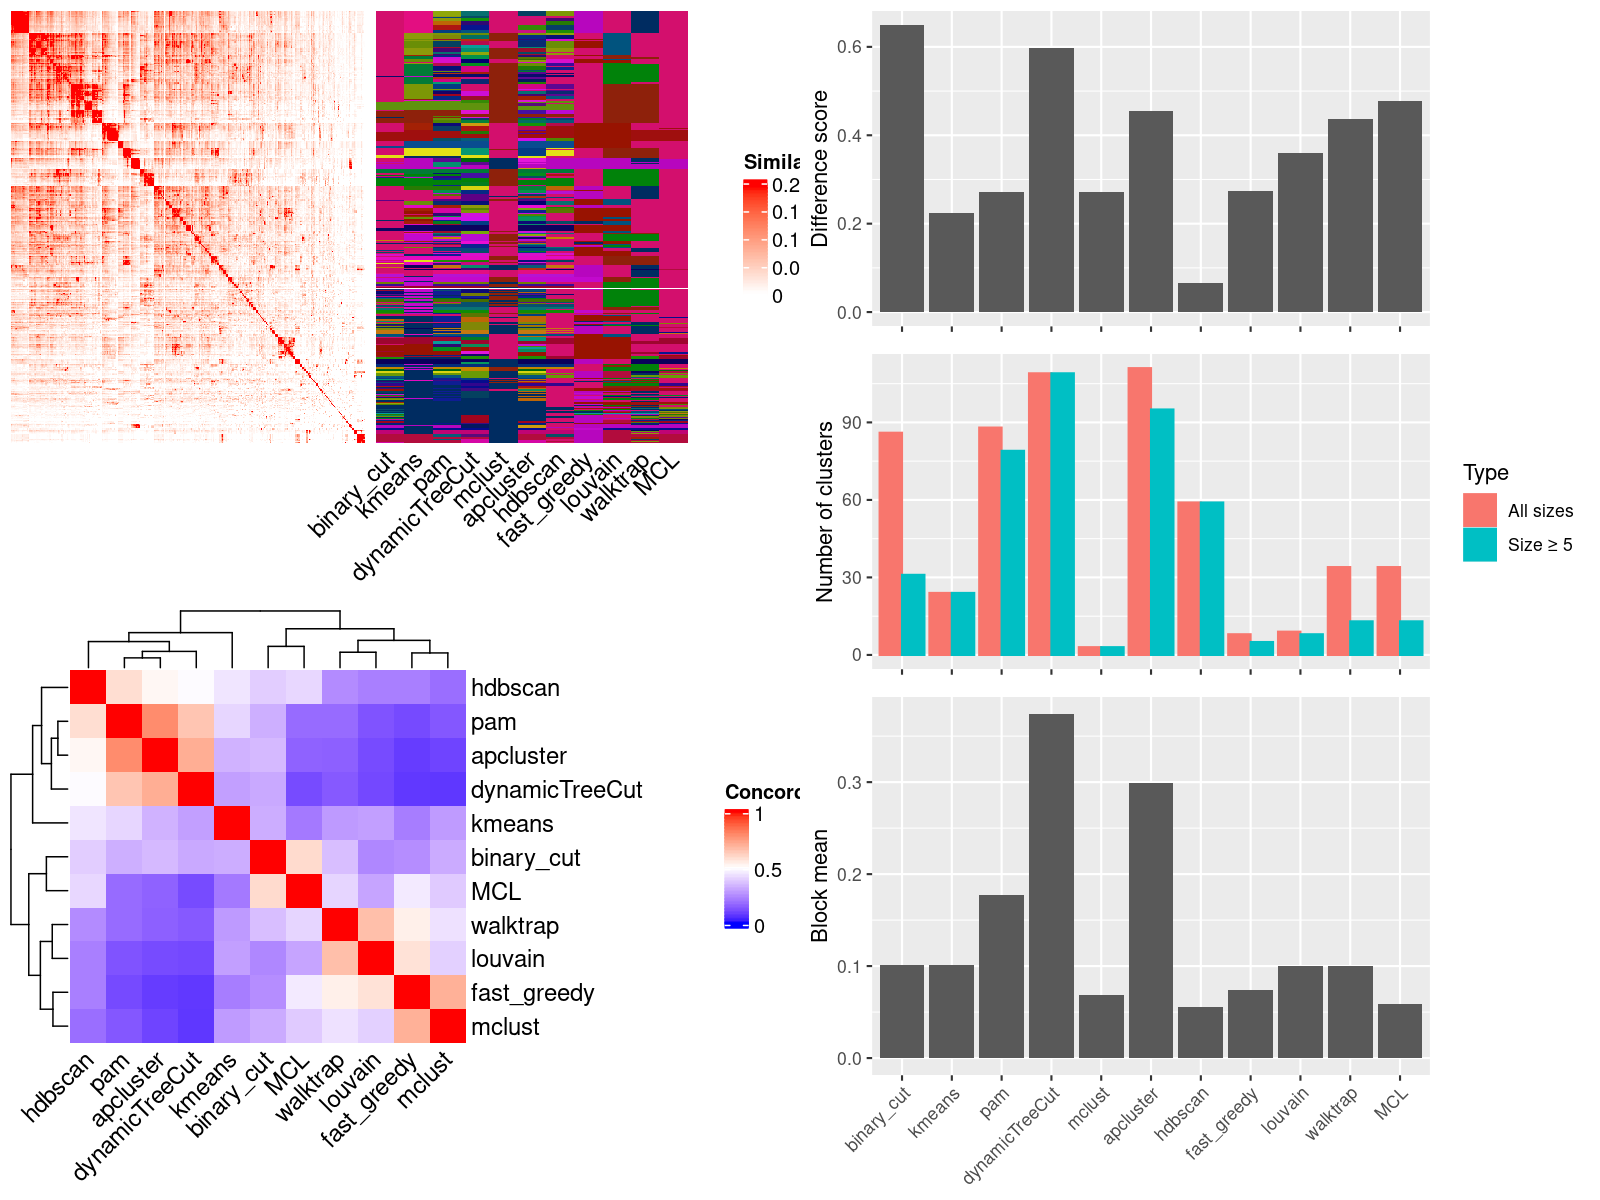 Simila
0.2
0.1
0.1
0.0
0
binary_cut
kmeans
pam
dynamicTreeCut
mclust
apcluster
hdbscan
fast_greedy
louvain
walktrap
MCL
hdbscan
pam
apcluster
dynamicTreeCut
kmeans
binary_cut
MCL
walktrap
louvain
fast_greedy
mclust
hdbscan
pam
apcluster
dynamicTreeCut
kmeans
binary_cut
MCL
walktrap
louvain
fast_greedy
mclust
Concord
1
0.5
0
Difference score
0.6
0.4
0.2
0.0
Number of clusters
90
60
30
0
Type
All sizes
Size ≥ 5
Block mean
0.3
0.2
0.1
0.0
binary_cut
kmeans
pam
dynamicTreeCut
mclust
apcluster
hdbscan
fast_greedy
louvain
walktrap
MCL